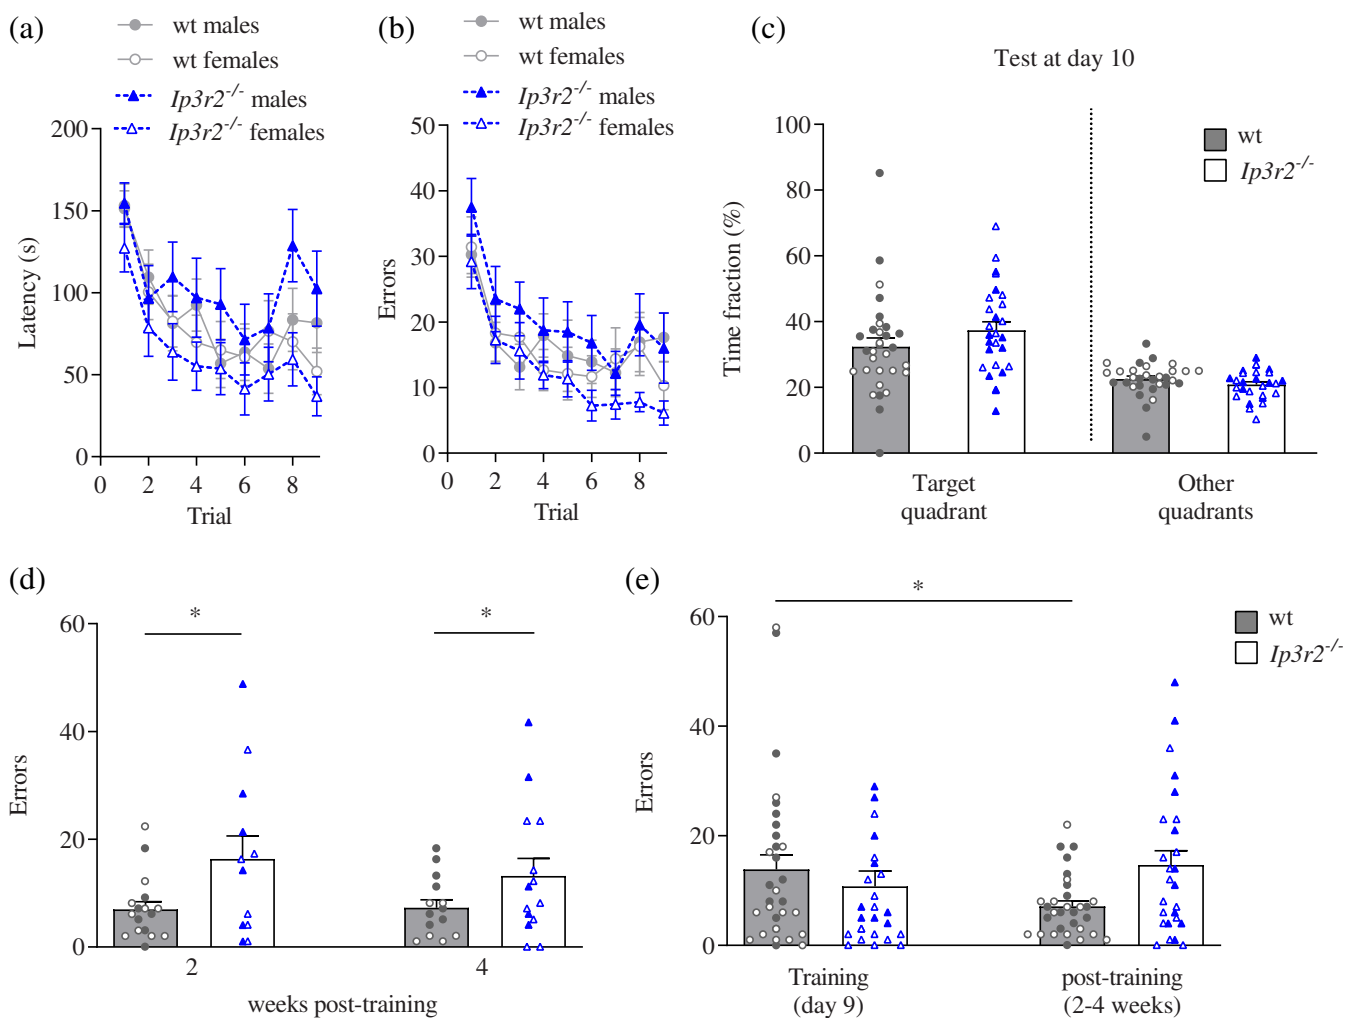 (a)
wt males
wt females
Ip3r2-/- males
Ip3r2-/- females
200
150
100
50
0
Latency (s)
0 2 4 6 8
Trial
(b)
wt males
wt females
Ip3r2-/- males
Ip3r2-/- females
50
40
30
20
10
0
Errors
0 2 4 6 8
Trial
(c)
Test at day 10
wt
Ip3r2-/-
100
80
60
40
20
0
Time fraction (%)
Target
quadrant
Other
quadrants
(d)
* *
60
40
20
0
Errors
2 4
weeks post-training
(e)
*
wt
Ip3r2-/-
60
40
20
0
Errors
Training
(day 9)
post-training
(2-4 weeks)